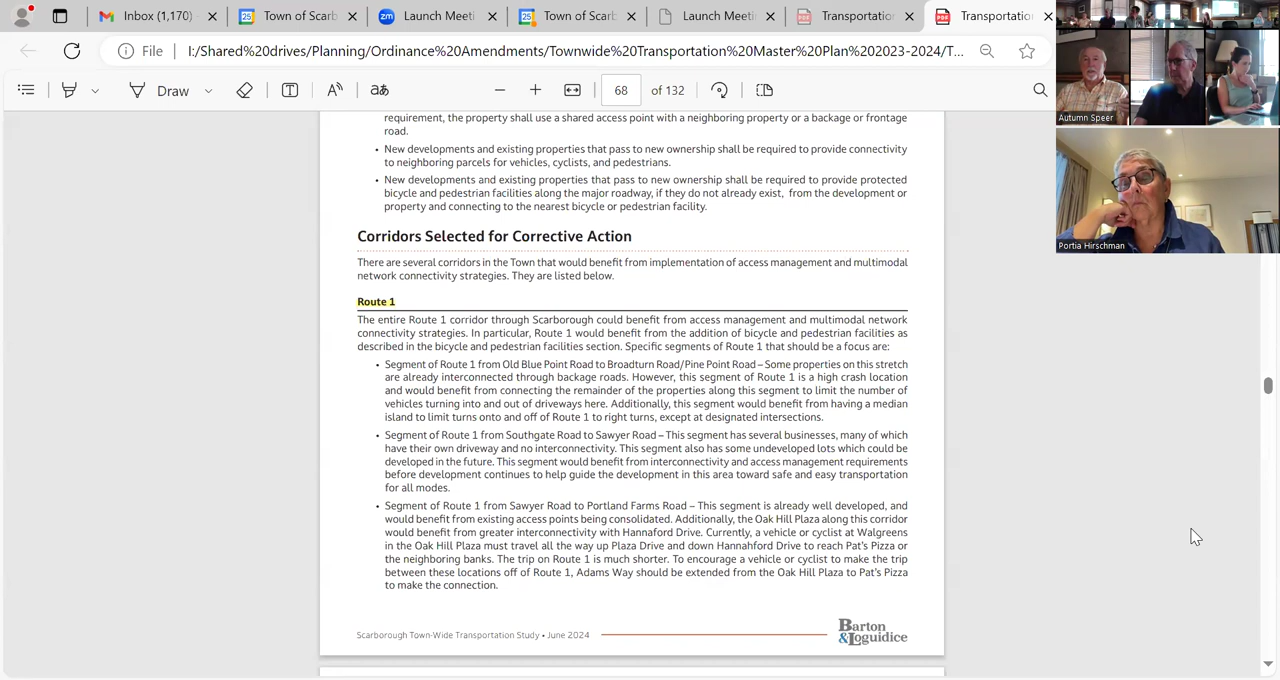 Inbox (1,170)
Town of Scarb
Launch Meeti
Town of Scarb
Launch Meetin
Transportation
Transportation
File
I:/Shared%20drives/Planning/Ordinance%20Amendments/Townwide%20Transportation%20Master%20Plan%202023-2024/T...
Draw
68 of 132
Autumn Speer
Portia Hirschman
requirement, the property shall use a shared access point with a neighboring property or a backage or frontage
road.
• New developments and existing properties that pass to new ownership shall be required to provide connectivity
to neighboring parcels for vehicles, cyclists, and pedestrians.
• New developments and existing properties that pass to new ownership shall be required to provide protected
bicycle and pedestrian facilities along the major roadway, if they do not already exist, from the development or
property and connecting to the nearest bicycle or pedestrian facility.
Corridors Selected for Corrective Action
There are several corridors in the Town that would benefit from implementation of access management and multimodal
network connectivity strategies. They are listed below.
Route 1
The entire Route 1 corridor through Scarborough could benefit from access management and multimodal network
connectivity strategies. In particular, Route 1 would benefit from the addition of bicycle and pedestrian facilities as
described in the bicycle and pedestrian facilities section. Specific segments of Route 1 that should be a focus are:
• Segment of Route 1 from Old Blue Point Road to Broadturn Road/Pine Point Road – Some properties on this stretch
are already interconnected through backage roads. However, this segment of Route 1 is a high crash location
and would benefit from connecting the remainder of the properties along this segment to limit the number of
vehicles turning into and out of driveways here. Additionally, this segment would benefit from having a median
island to limit turns onto and off of Route 1 to right turns, except at designated intersections.
• Segment of Route 1 from Southgate Road to Sawyer Road – This segment has several businesses, many of which
have their own driveway and no interconnectivity. This segment also has some undeveloped lots which could be
developed in the future. This segment would benefit from interconnectivity and access management requirements
before development continues to help guide the development in this area toward safe and easy transportation
for all modes.
• Segment of Route 1 from Sawyer Road to Portland Farms Road – This segment is already well developed, and
would benefit from existing access points being consolidated. Additionally, the Oak Hill Plaza along this corridor
would benefit from greater interconnectivity with Hannaford Drive. Currently, a vehicle or cyclist at Walgreens
in the Oak Hill Plaza must travel all the way up Plaza Drive and down Hannahford Drive to reach Pat's Pizza or
the neighboring banks. The trip on Route 1 is much shorter. To encourage a vehicle or cyclist to make the trip
between these locations off of Route 1, Adams Way should be extended from the Oak Hill Plaza to Pat's Pizza
to make the connection.
Scarborough Town-Wide Transportation Study • June 2024
Barton
&Loguidice